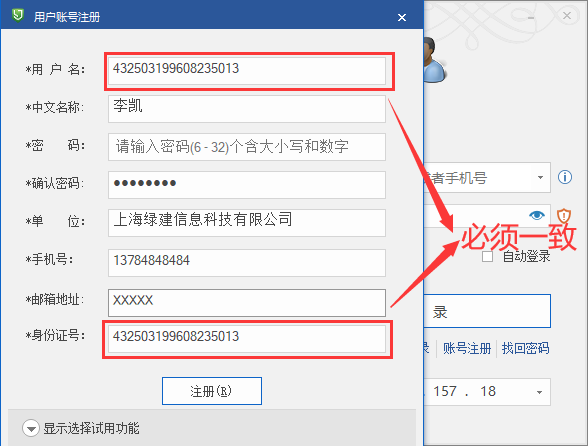 用户账号注册
*用 户 名: 432503199608235013
*中文名称: 李凯
*密 码: 请输入密码(6 - 32)个含大小写和数字
*确认密码: ●●●●●●●●
*单 位: 上海绿建信息科技有限公司
*手机号: 13784848484
*邮箱地址: XXXXX
*身份证号: 432503199608235013
注册(R)
显示选择试用功能
必须一致
者手机号
自动登录
录
录 账号注册 找回密码
. 157 . 18